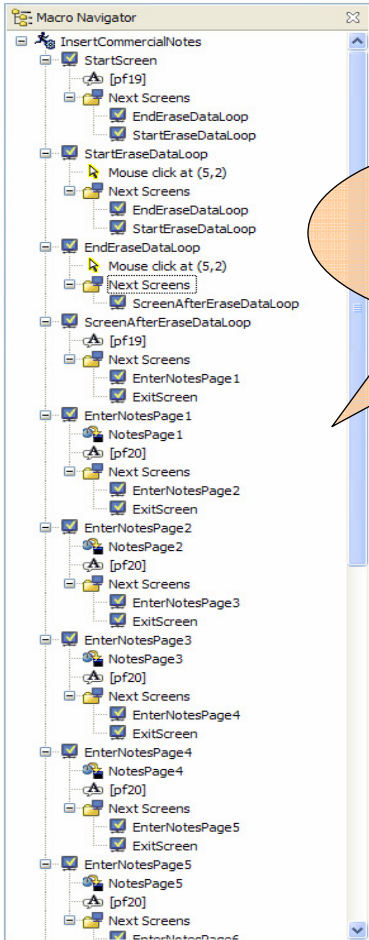 Macro Navigator
InsertCommercialNotes
StartScreen
[pf19]
Next Screens
EndEraseDataLoop
StartEraseDataLoop
StartEraseDataLoop
Mouse click at (5,2)
Next Screens
EndEraseDataLoop
StartEraseDataLoop
EndEraseDataLoop
Mouse click at (5,2)
Next Screens
ScreenAfterEraseDataLoop
ScreenAfterEraseDataLoop
[pf19]
Next Screens
EnterNotesPage1
ExitScreen
EnterNotesPage1
NotesPage1
[pf20]
Next Screens
EnterNotesPage2
ExitScreen
EnterNotesPage2
NotesPage2
[pf20]
Next Screens
EnterNotesPage3
ExitScreen
EnterNotesPage3
NotesPage3
[pf20]
Next Screens
EnterNotesPage4
ExitScreen
EnterNotesPage4
NotesPage4
[pf20]
Next Screens
EnterNotesPage5
ExitScreen
EnterNotesPage5
NotesPage5
[pf20]
Next Screens
EnterNotesPage6